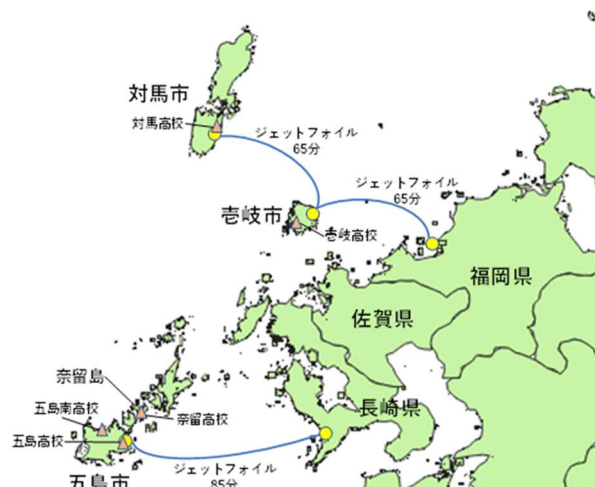 対馬市
対馬高校
ジェットフォイル
65分
ジェットフォイル
65分
壱岐市
壱岐高校
福岡県
佐賀県
奈留島
長崎県
五島南高校
奈留高校
五島高校
ジェットフォイル
85分
五島市